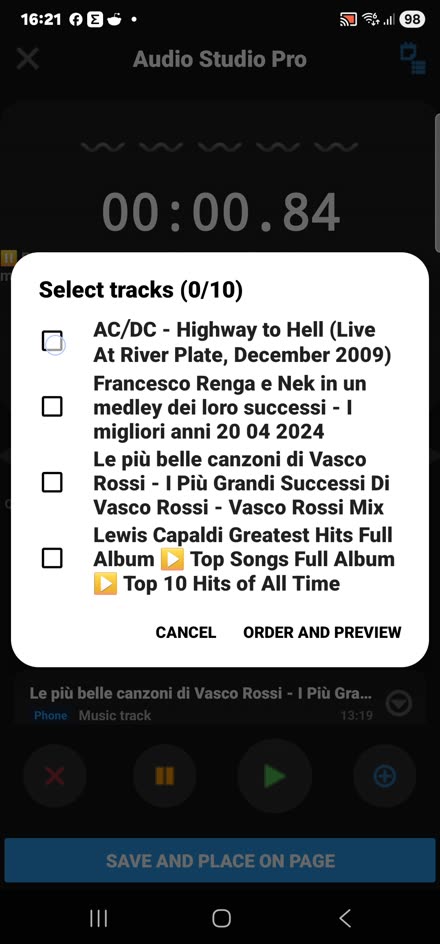 16:21
98
Audio Studio Pro
00:00.84
Select tracks (0/10)
AC/DC - Highway to Hell (Live
At River Plate, December 2009)
Francesco Renga e Nek in un
medley dei loro successi - I
migliori anni 20 04 2024
Le più belle canzoni di Vasco
Rossi - I Più Grandi Successi Di
Vasco Rossi - Vasco Rossi Mix
Lewis Capaldi Greatest Hits Full
Album ▶️ Top Songs Full Album
▶️ Top 10 Hits of All Time
CANCEL
ORDER AND PREVIEW
Le più belle canzoni di Vasco Rossi - I Più Gra...
Phone Music track 13:19
SAVE AND PLACE ON PAGE